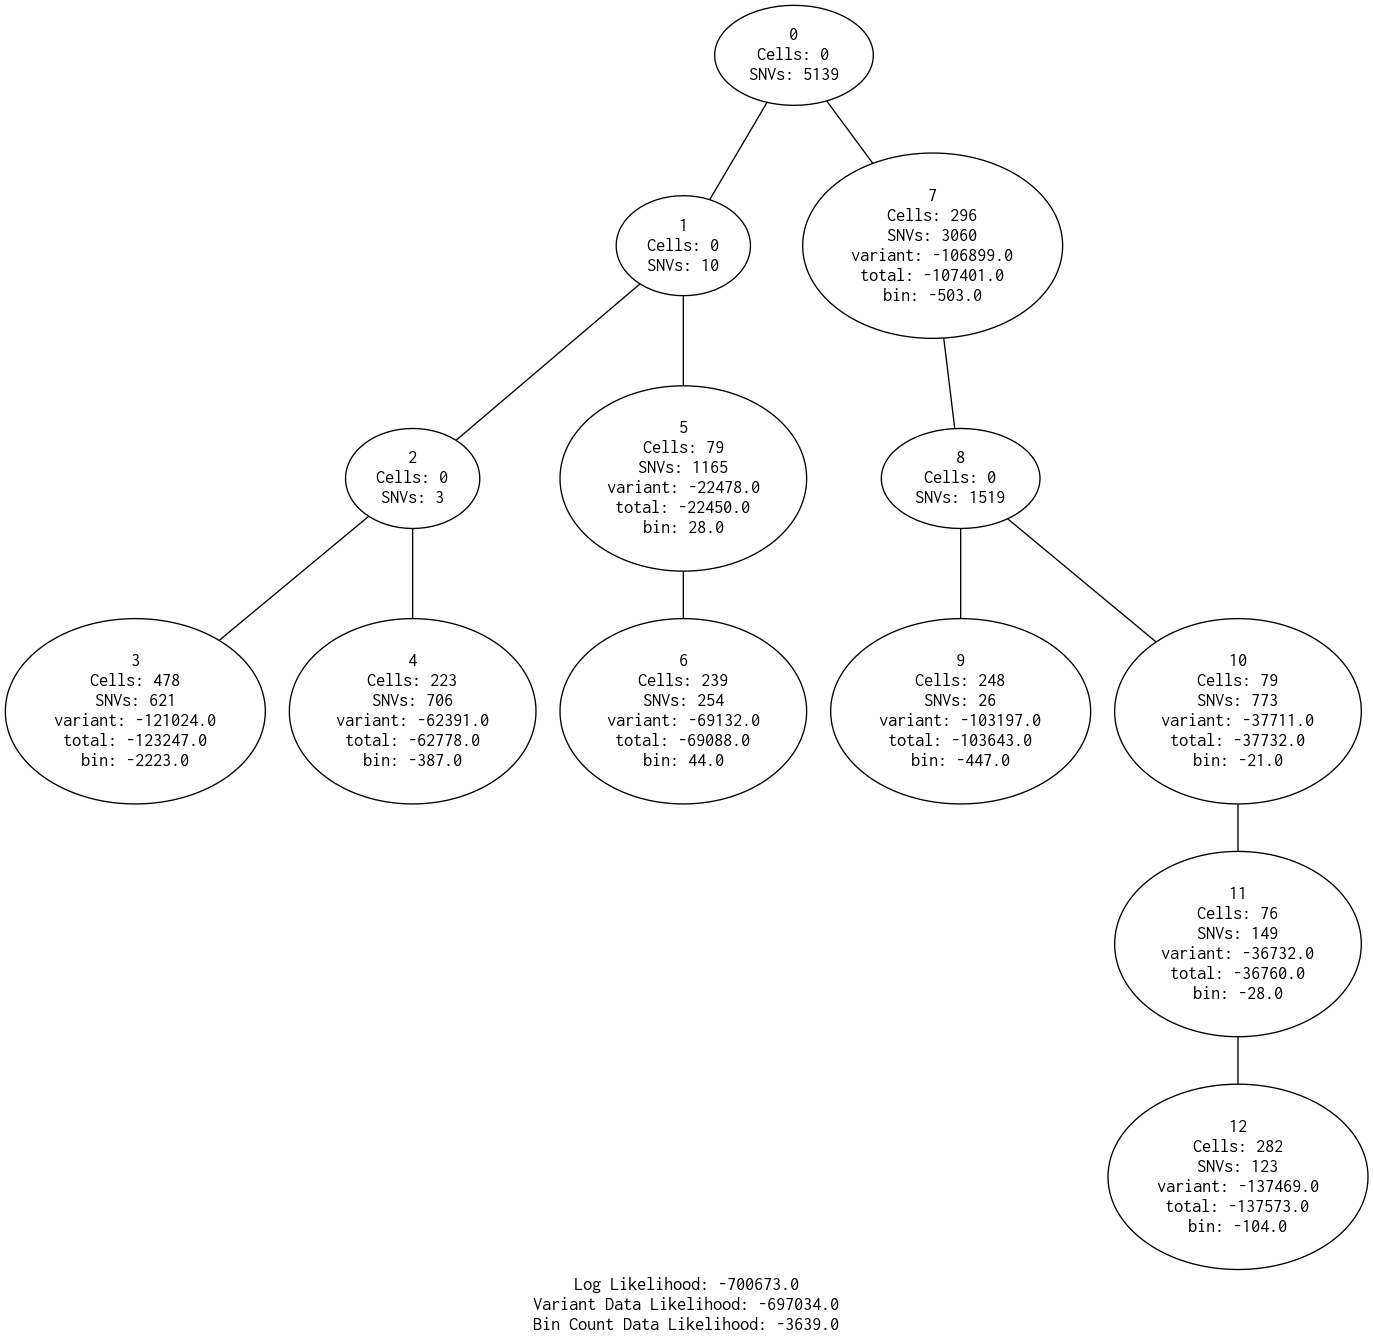 0
Cells: 0
SNVs: 5139
1
Cells: 0
SNVs: 10
7
Cells: 296
SNVs: 3060
variant: -106899.0
total: -107401.0
bin: -503.0
2
Cells: 0
SNVs: 3
5
Cells: 79
SNVs: 1165
variant: -22478.0
total: -22450.0
bin: 28.0
8
Cells: 0
SNVs: 1519
3
Cells: 478
SNVs: 621
variant: -121024.0
total: -123247.0
bin: -2223.0
4
Cells: 223
SNVs: 706
variant: -62391.0
total: -62778.0
bin: -387.0
6
Cells: 239
SNVs: 254
variant: -69132.0
total: -69088.0
bin: 44.0
9
Cells: 248
SNVs: 26
variant: -103197.0
total: -103643.0
bin: -447.0
10
Cells: 79
SNVs: 773
variant: -37711.0
total: -37732.0
bin: -21.0
11
Cells: 76
SNVs: 149
variant: -36732.0
total: -36760.0
bin: -28.0
12
Cells: 282
SNVs: 123
variant: -137469.0
total: -137573.0
bin: -104.0
Log Likelihood: -700673.0
Variant Data Likelihood: -697034.0
Bin Count Data Likelihood: -3639.0